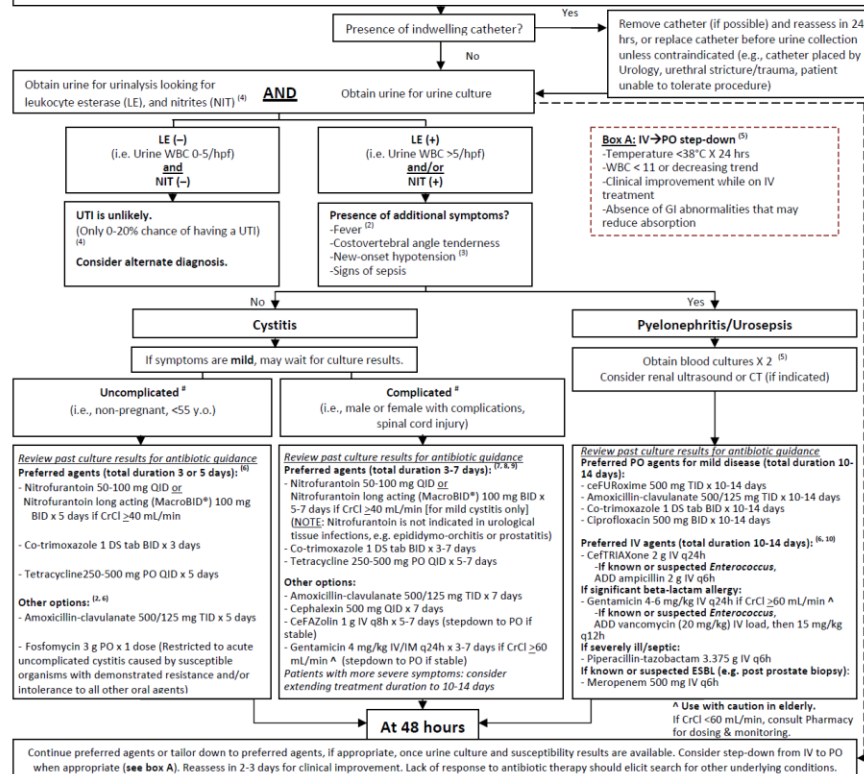 Presence of indwelling catheter?
Yes
No
Remove catheter (if possible) and reassess in 24
hrs, or replace catheter before urine collection
unless contraindicated (e.g., catheter placed by
Urology, urethral stricture/trauma, patient
unable to tolerate procedure)
Obtain urine for urinalysis looking for
leukocyte esterase (LE), and nitrites (NIT) (4)
AND
Obtain urine for urine culture
LE (–)
(i.e. Urine WBC 0-5/hpf)
and
NIT (–)
LE (+)
(i.e. Urine WBC >5/hpf)
and/or
NIT (+)
Box A: IV→PO step-down (5)
-Temperature <38°C X 24 hrs
-WBC < 11 or decreasing trend
-Clinical improvement while on IV
treatment
-Absence of GI abnormalities that may
reduce absorption
UTI is unlikely.
(Only 0-20% chance of having a UTI)
(4)
Consider alternate diagnosis.
Presence of additional symptoms?
-Fever (2)
-Costovertebral angle tenderness
-New-onset hypotension (3)
-Signs of sepsis
No
Yes
Cystitis
Pyelonephritis/Urosepsis
If symptoms are mild, may wait for culture results.
Obtain blood cultures X 2 (5)
Consider renal ultrasound or CT (if indicated)
Uncomplicated #
(i.e., non-pregnant, <55 y.o.)
Complicated #
(i.e., male or female with complications,
spinal cord injury)
Review past culture results for antibiotic guidance
Preferred agents (total duration 3 or 5 days): (6)
- Nitrofurantoin 50-100 mg QID or
Nitrofurantoin long acting (MacroBID®) 100 mg
BID x 5 days if CrCl ≥40 mL/min
- Co-trimoxazole 1 DS tab BID x 3 days
- Tetracycline250-500 mg PO QID x 5 days
Other options: (2, 6)
- Amoxicillin-clavulanate 500/125 mg TID x 5 days
- Fosfomycin 3 g PO x 1 dose (Restricted to acute
uncomplicated cystitis caused by susceptible
organisms with demonstrated resistance and/or
intolerance to all other oral agents)
Review past culture results for antibiotic guidance
Preferred agents (total duration 3-7 days): (7, 8, 9)
- Nitrofurantoin 50-100 mg QID or
Nitrofurantoin long acting (MacroBID®) 100 mg BID x
5-7 days if CrCl ≥40 mL/min [for mild cystitis only]
(NOTE: Nitrofurantoin is not indicated in urological
tissue infections, e.g. epididymo-orchitis or prostatitis)
- Co-trimoxazole 1 DS tab BID x 3-7 days
- Tetracycline 250-500 mg PO QID x 5-7 days
Other options:
- Amoxicillin-clavulanate 500/125 mg TID x 7 days
- Cephalexin 500 mg QID x 7 days
- CeFAZolin 1 g IV q8h x 5-7 days (stepdown to PO if
stable)
- Gentamicin 4 mg/kg IV/IM q24h x 3-7 days if CrCl ≥60
mL/min ^ (stepdown to PO if stable)
Patients with more severe symptoms: consider
extending treatment duration to 10-14 days
Review past culture results for antibiotic guidance
Preferred PO agents for mild disease (total duration 10-
14 days):
- ceFURoxime 500 mg TID x 10-14 days
- Amoxicillin-clavulanate 500/125 mg TID x 10-14 days
- Co-trimoxazole 1 DS tab BID x 10-14 days
- Ciprofloxacin 500 mg BID x 10-14 days
Preferred IV agents (total duration 10-14 days): (6, 10)
- CefTRIAXone 2 g IV q24h
-If known or suspected Enterococcus,
ADD ampicillin 2 g IV q6h
If significant beta-lactam allergy:
- Gentamicin 4-6 mg/kg IV q24h if CrCl ≥60 mL/min ^
-If known or suspected Enterococcus,
ADD vancomycin (20 mg/kg) IV load, then 15 mg/kg
q12h
If severely ill/septic:
- Piperacillin-tazobactam 3.375 g IV q6h
If known or suspected ESBL (e.g. post prostate biopsy):
- Meropenem 500 mg IV q6h
^ Use with caution in elderly.
If CrCl <60 mL/min, consult Pharmacy
for dosing & monitoring.
At 48 hours
Continue preferred agents or tailor down to preferred agents, if appropriate, once urine culture and susceptibility results are available. Consider step-down from IV to PO
when appropriate (see box A). Reassess in 2-3 days for clinical improvement. Lack of response to antibiotic therapy should elicit search for other underlying conditions.